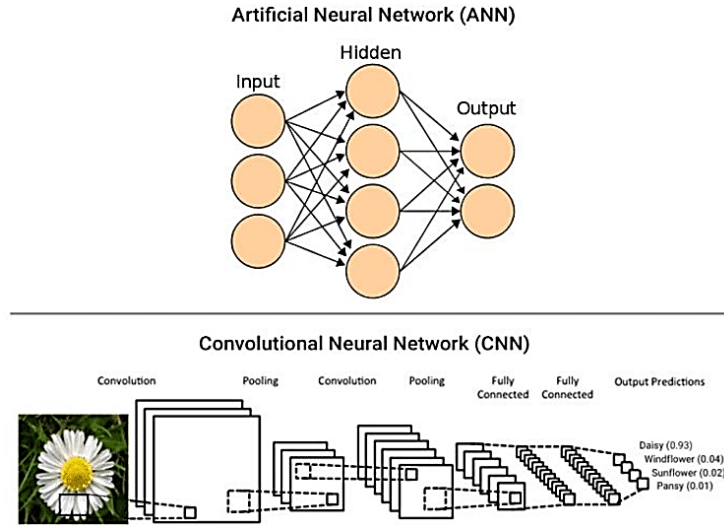 Artificial Neural Network (ANN)
Hidden
Input
Output
Convolutional Neural Network (CNN)
Convolution
Pooling
Convolution
Pooling
Fully
Connected
Fully
Connected
Output Predictions
Daisy (0.93)
Windflower (0.04)
Sunflower (0.02)
Pansy (0.01)